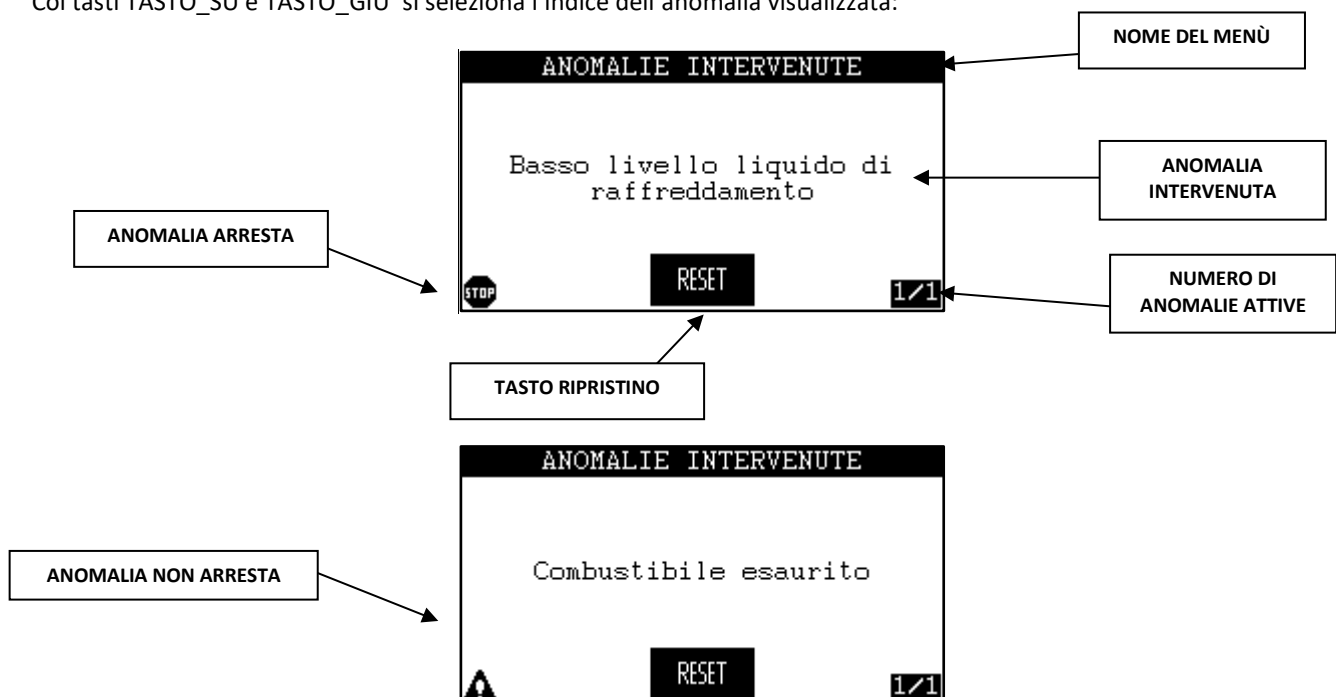 Coi tasti TASTO_SU e TASTO_GIU' si seleziona l'indice dell'anomalia visualizzata:
NOME DEL MENÙ
ANOMALIE INTERVENUTE
Basso livello liquido di
raffreddamento
ANOMALIA
INTERVENUTA
ANOMALIA ARRESTA
STOP
RESET
1/1
NUMERO DI
ANOMALIE ATTIVE
TASTO RIPRISTINO
ANOMALIE INTERVENUTE
Combustibile esaurito
ANOMALIA NON ARRESTA
RESET
1/1